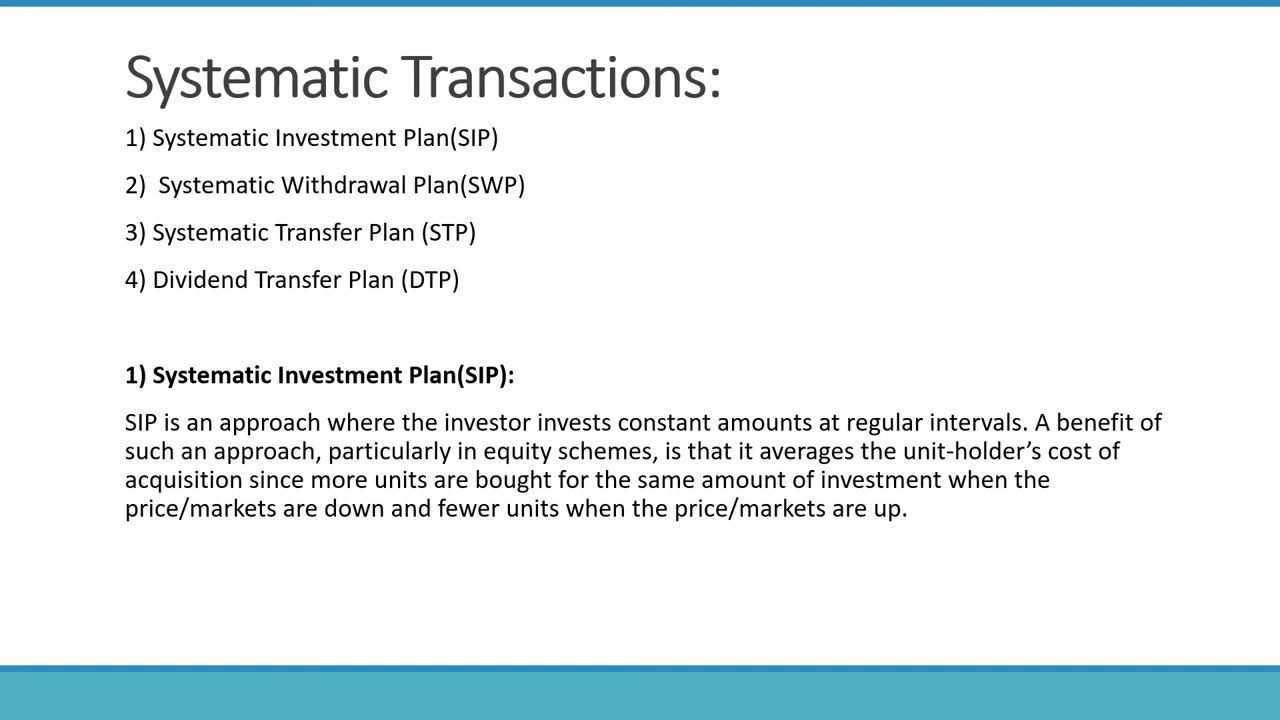 Systematic Transactions:
1) Systematic Investment Plan(SIP)
2)  Systematic Withdrawal Plan(SWP)
3) Systematic Transfer Plan (STP)
4) Dividend Transfer Plan (DTP)
1) Systematic Investment Plan(SIP):
SIP is an approach where the investor invests constant amounts at regular intervals. A benefit of
such an approach, particularly in equity schemes, is that it averages the unit-holder’s cost of
acquisition since more units are bought for the same amount of investment when the
price/markets are down and fewer units when the price/markets are up.